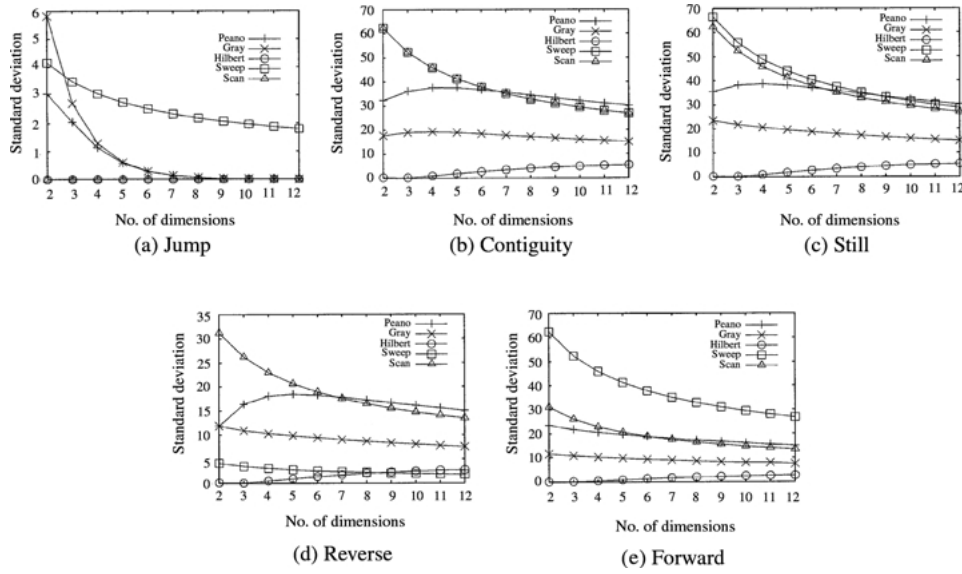 Standard deviation
6
5
4
3
2
1
0
Peano
Gray
Hilbert
Sweep
Scan
2 3 4 5 6 7 8 9 10 11 12
No. of dimensions
(a) Jump
Standard deviation
70
60
50
40
30
20
10
0
Peano
Gray
Hilbert
Sweep
Scan
2 3 4 5 6 7 8 9 10 11 12
No. of dimensions
(b) Contiguity
Standard deviation
70
60
50
40
30
20
10
0
Peano
Gray
Hilbert
Sweep
Scan
2 3 4 5 6 7 8 9 10 11 12
No. of dimensions
(c) Still
Standard deviation
35
30
25
20
15
10
5
0
Peano
Gray
Hilbert
Sweep
Scan
2 3 4 5 6 7 8 9 10 11 12
No. of dimensions
(d) Reverse
Standard deviation
70
60
50
40
30
20
10
0
Peano
Gray
Hilbert
Sweep
Scan
2 3 4 5 6 7 8 9 10 11 12
No. of dimensions
(e) Forward